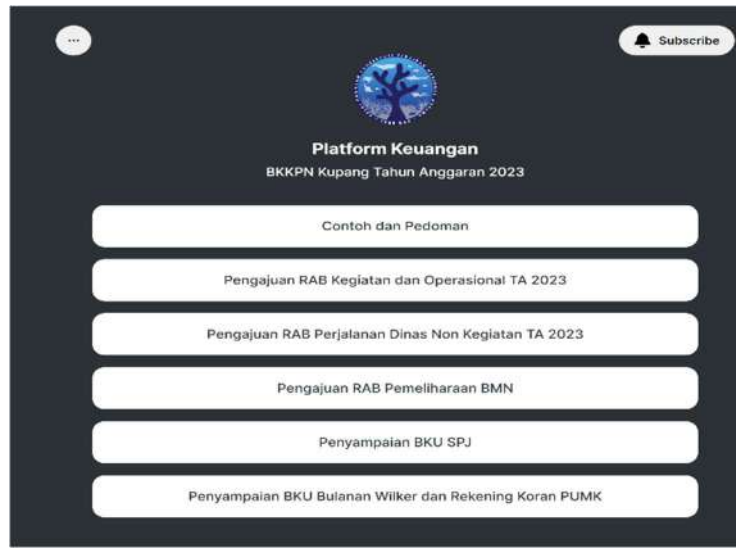 ...
Subscribe
Platform Keuangan
BKKPN Kupang Tahun Anggaran 2023
Contoh dan Pedoman
Pengajuan RAB Kegiatan dan Operasional TA 2023
Pengajuan RAB Perjalanan Dinas Non Kegiatan TA 2023
Pengajuan RAB Pemeliharaan BMN
Penyampaian BKU SPJ
Penyampaian BKU Bulanan Wilker dan Rekening Koran PUMK